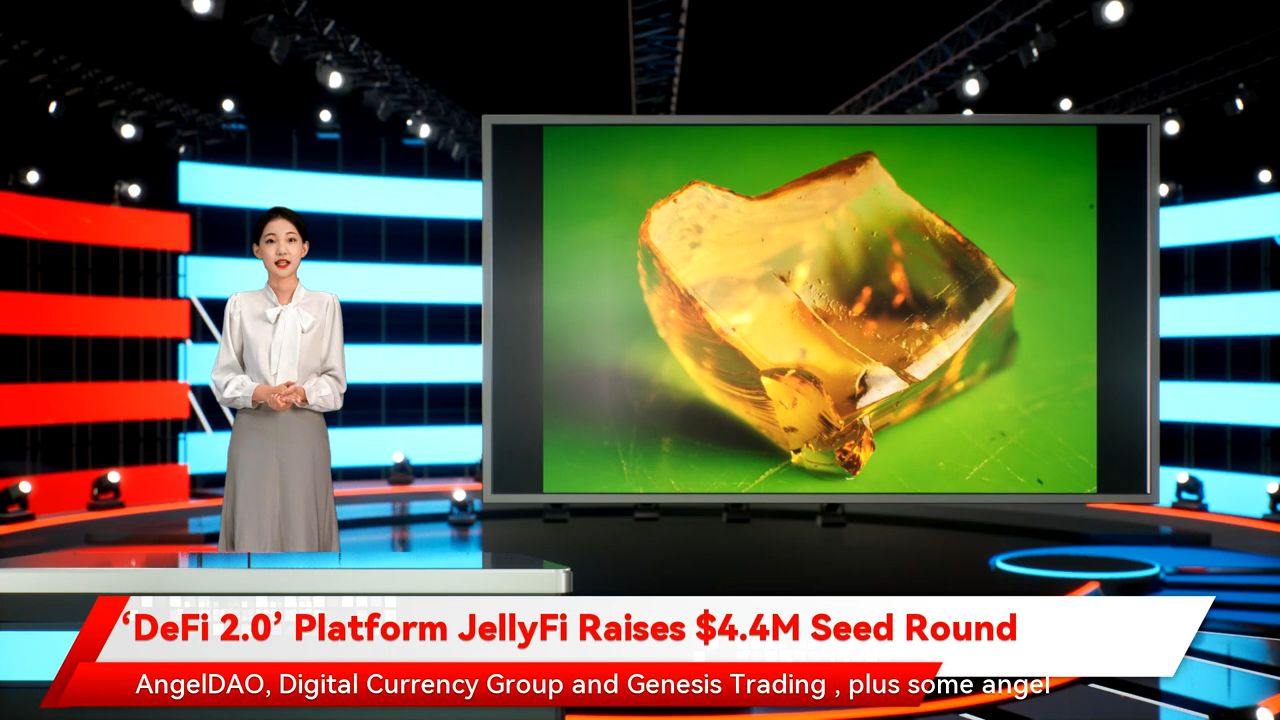 ‘DeFi 2.0’ Platform JellyFi Raises $4.4M Seed Round
AngelDAO, Digital Currency Group and Genesis Trading , plus some angel